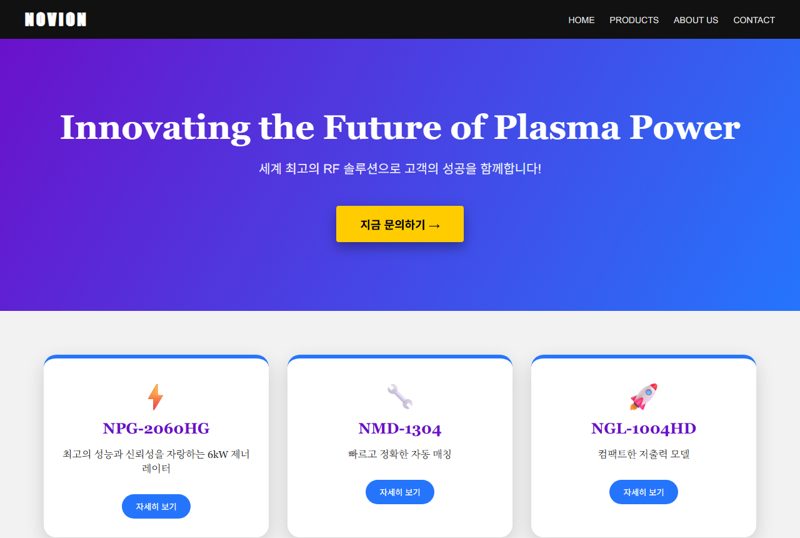 NOVION
HOME PRODUCTS ABOUT US CONTACT
Innovating the Future of Plasma Power
세계 최고의 RF 솔루션으로 고객의 성공을 함께합니다!
지금 문의하기 →
NPG-2060HG
최고의 성능과 신뢰성을 자랑하는 6kW 제너
레이터
자세히 보기
NMD-1304
빠르고 정확한 자동 매칭
자세히 보기
NGL-1004HD
컴팩트한 저출력 모델
자세히 보기